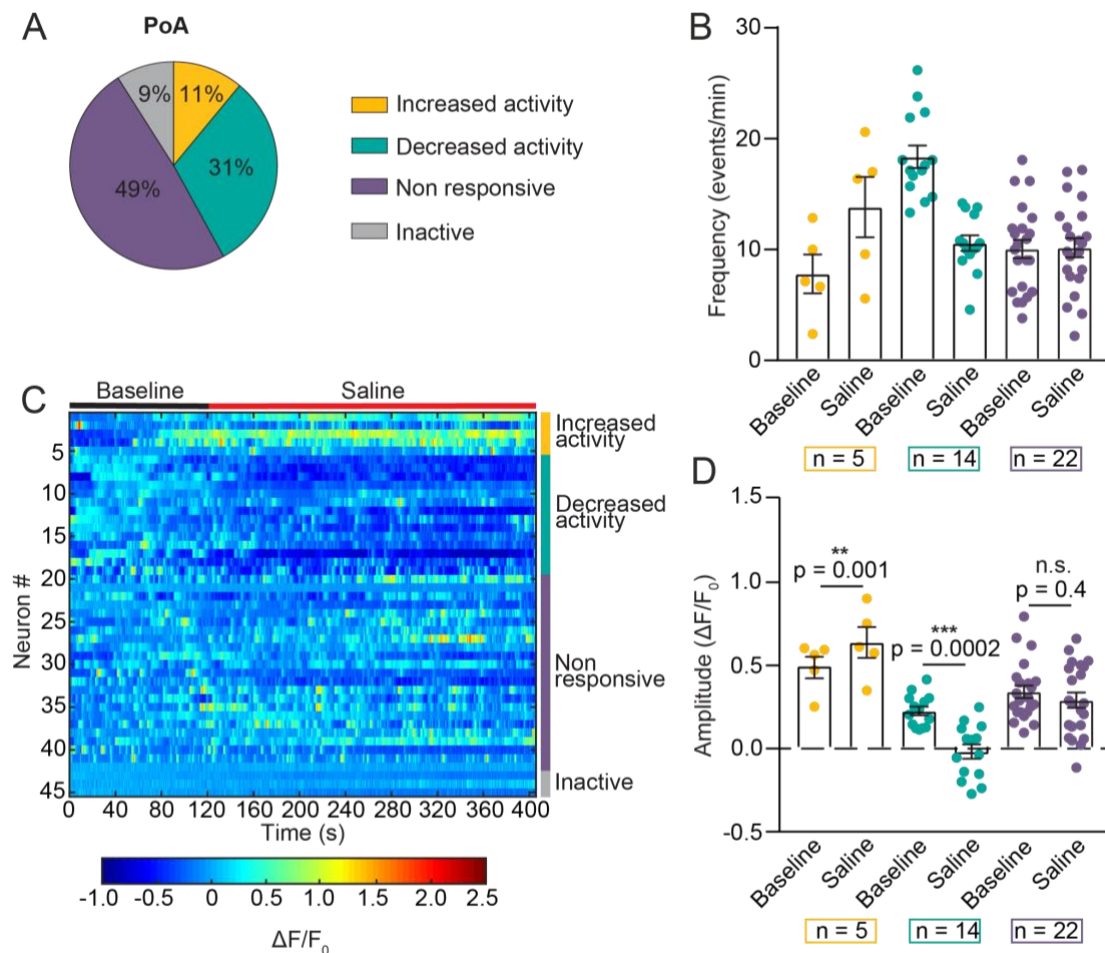 A
PoA
9%
11%
31%
49%
Increased activity
Decreased activity
Non responsive
Inactive
B
30
20
10
0
Frequency (events/min)
Baseline
Saline
Baseline
Saline
Baseline
Saline
n = 5
n = 14
n = 22
C
Baseline
Saline
5
10
15
20
25
30
35
40
45
Neuron #
0
40
80
120
160
200
240
280
320
360
400
Time (s)
Increased
activity
Decreased
activity
Non
responsive
Inactive
-1.0
-0.5
0
0.5
1.0
1.5
2.0
2.5
ΔF/F0
D
1.5
1.0
0.5
0.0
-0.5
Amplitude (ΔF/F0)
**
p = 0.001
***
p = 0.0002
n.s.
p = 0.4
Baseline
Saline
Baseline
Saline
Baseline
Saline
n = 5
n = 14
n = 22